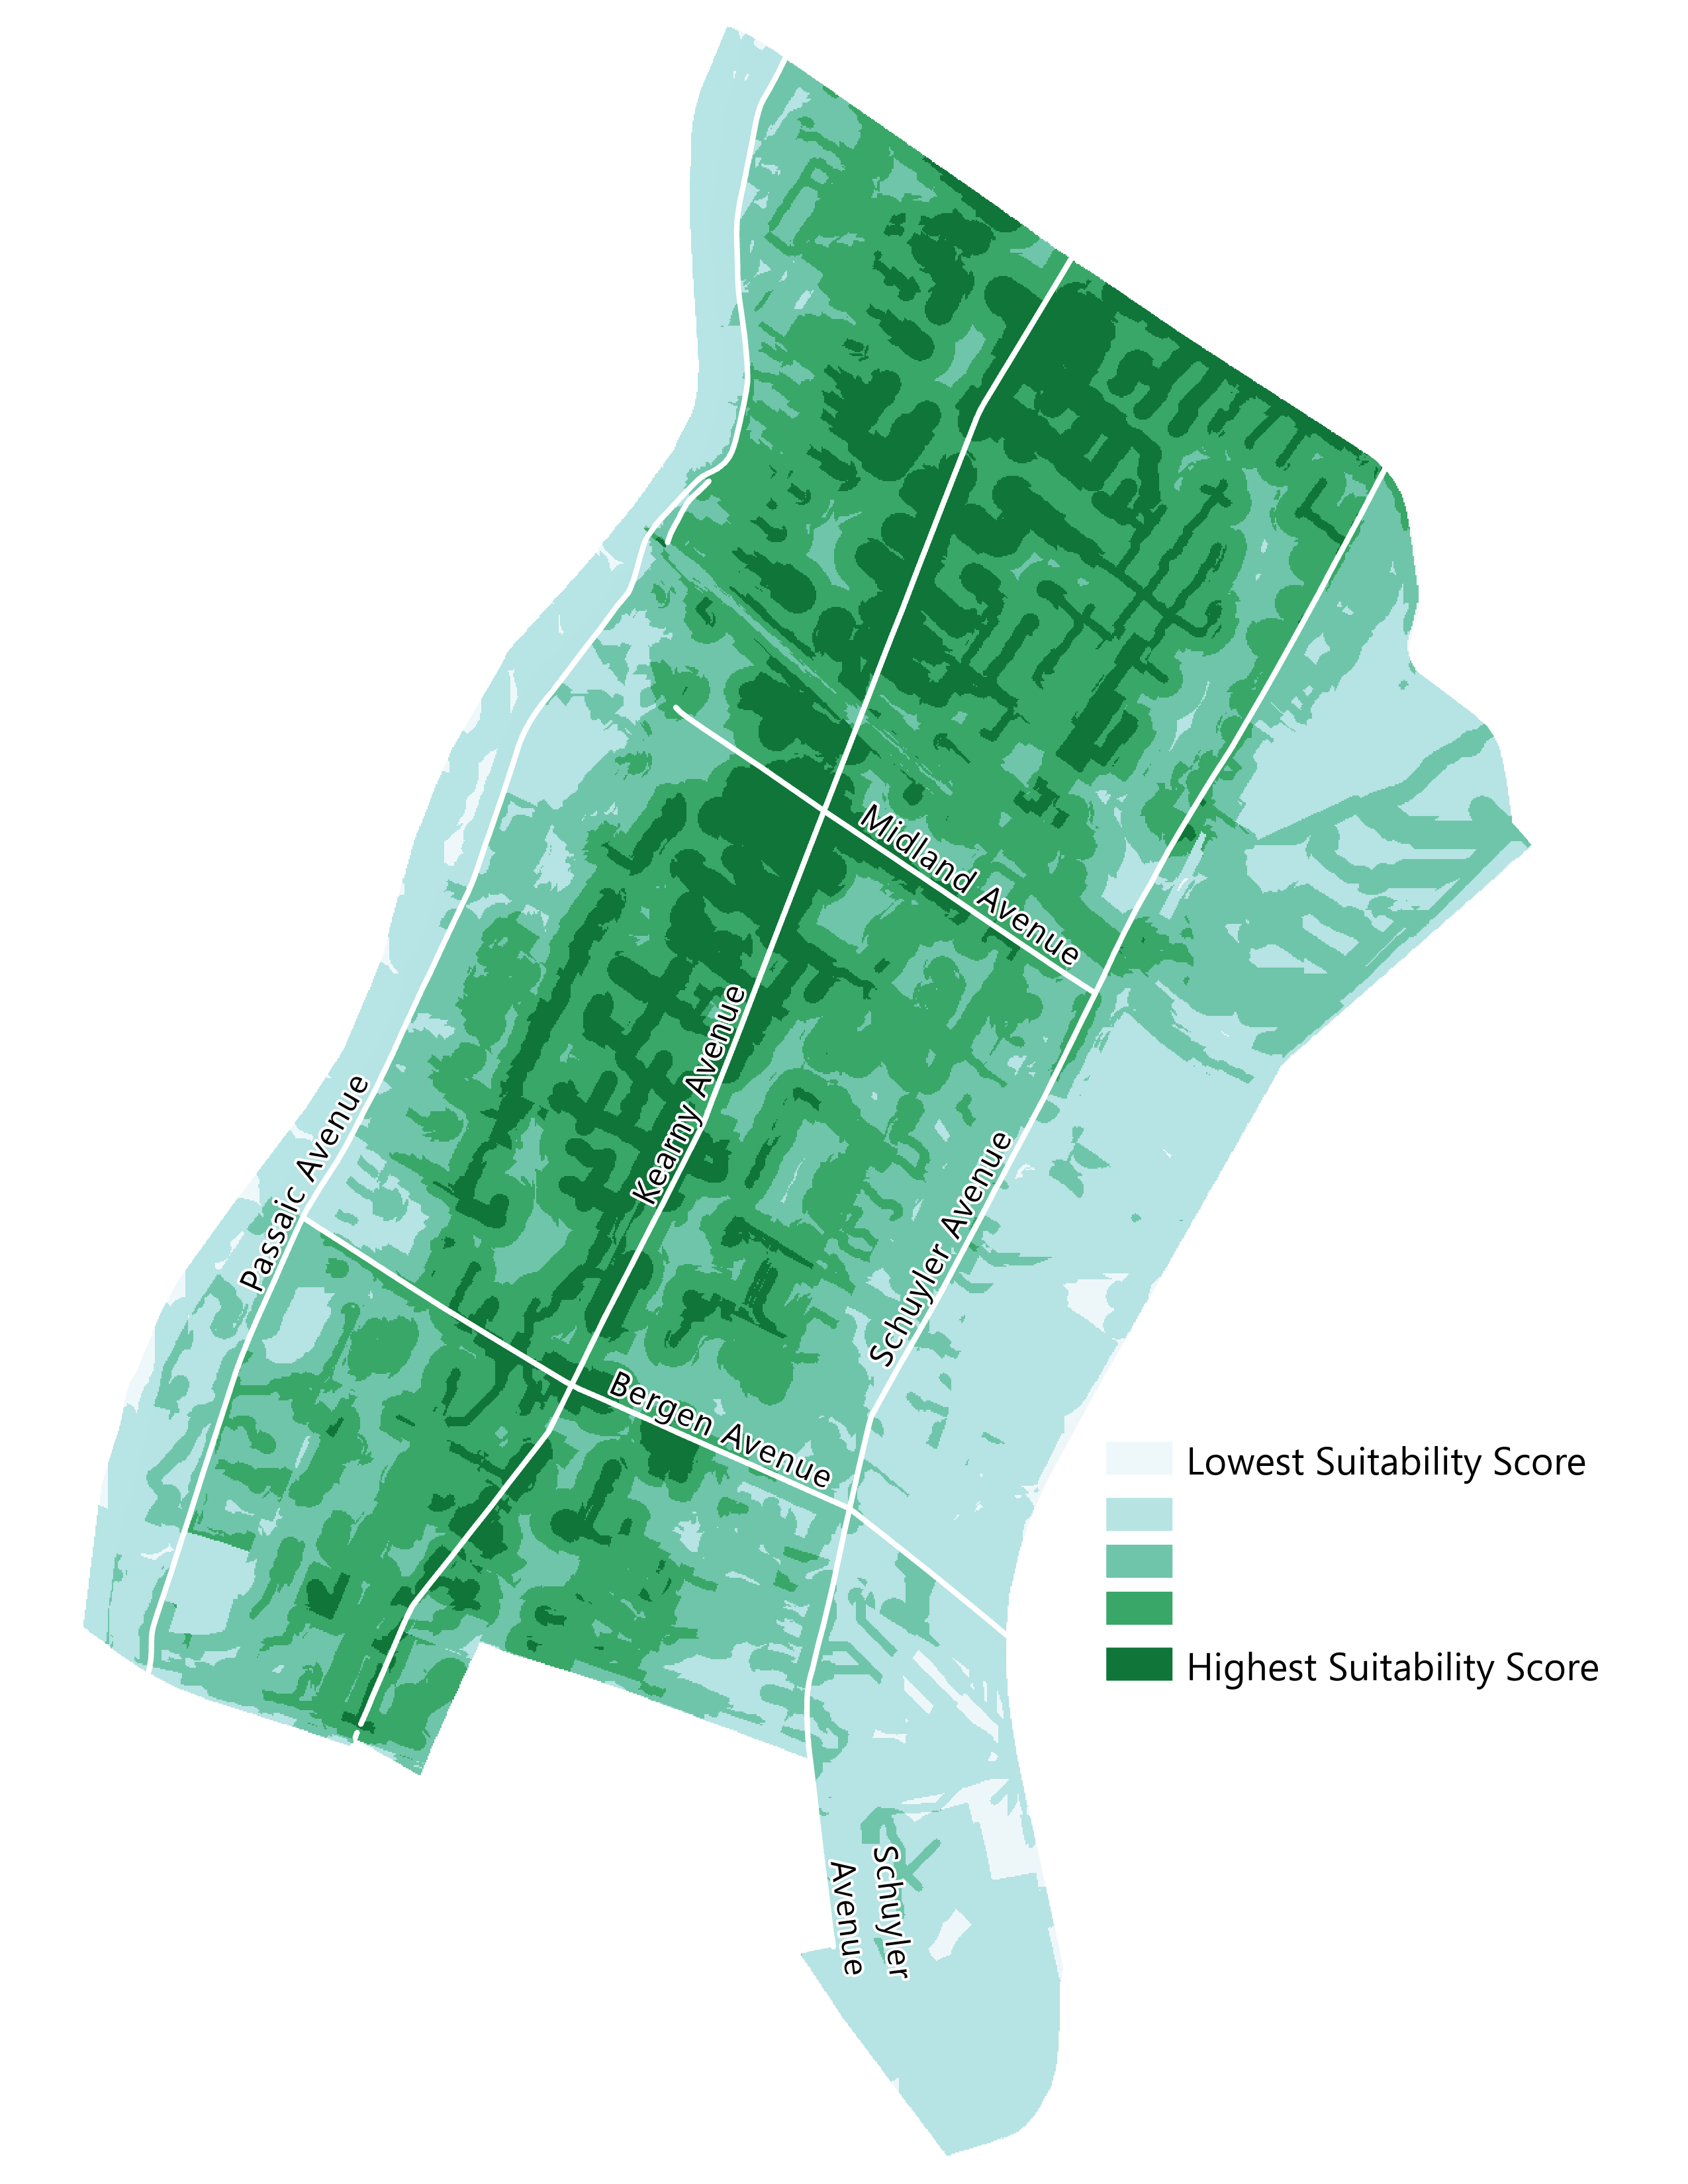 Midland Avenue
Kearny Avenue
Passaic Avenue
Schuyler Avenue
Bergen Avenue
Lowest Suitability Score
Highest Suitability Score
Schuyler
Avenue